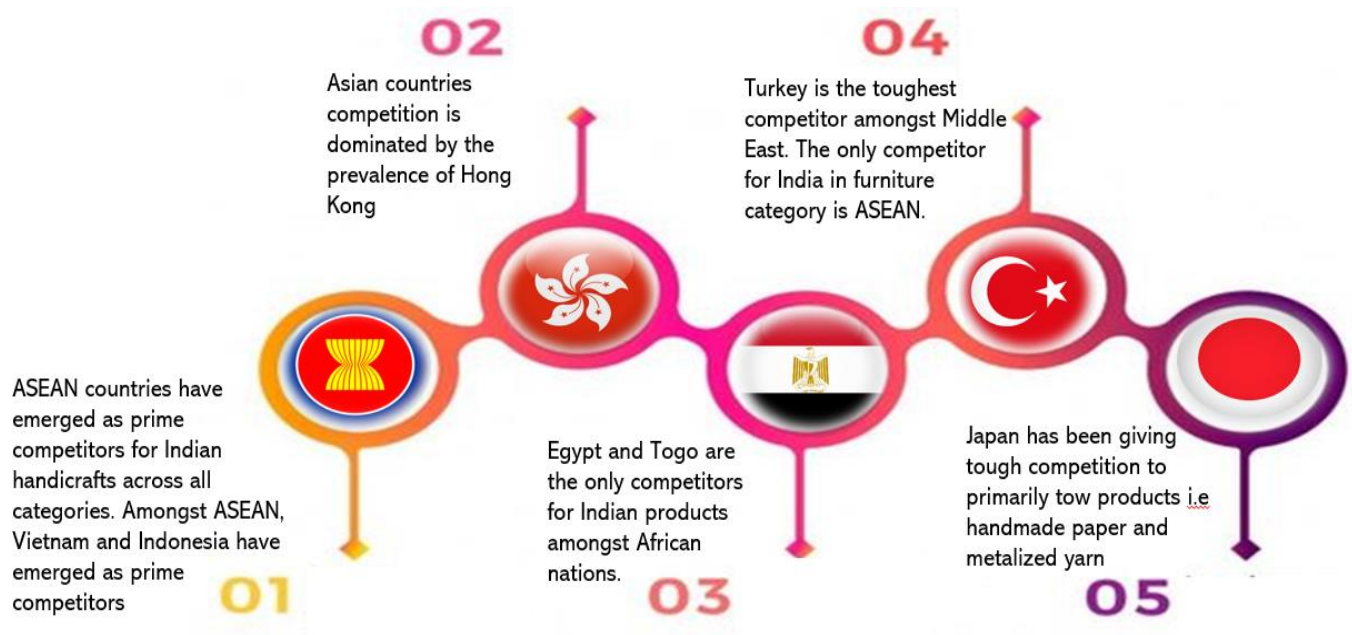 01
ASEAN countries have
emerged as prime
competitors for Indian
handicrafts across all
categories. Amongst ASEAN,
Vietnam and Indonesia have
emerged as prime
competitors
02
Asian countries
competition is
dominated by the
prevalence of Hong
Kong
03
Egypt and Togo are
the only competitors
for Indian products
amongst African
nations.
04
Turkey is the toughest
competitor amongst Middle
East. The only competitor
for India in furniture
category is ASEAN.
05
Japan has been giving
tough competition to
primarily tow products i.e
handmade paper and
metalized yarn